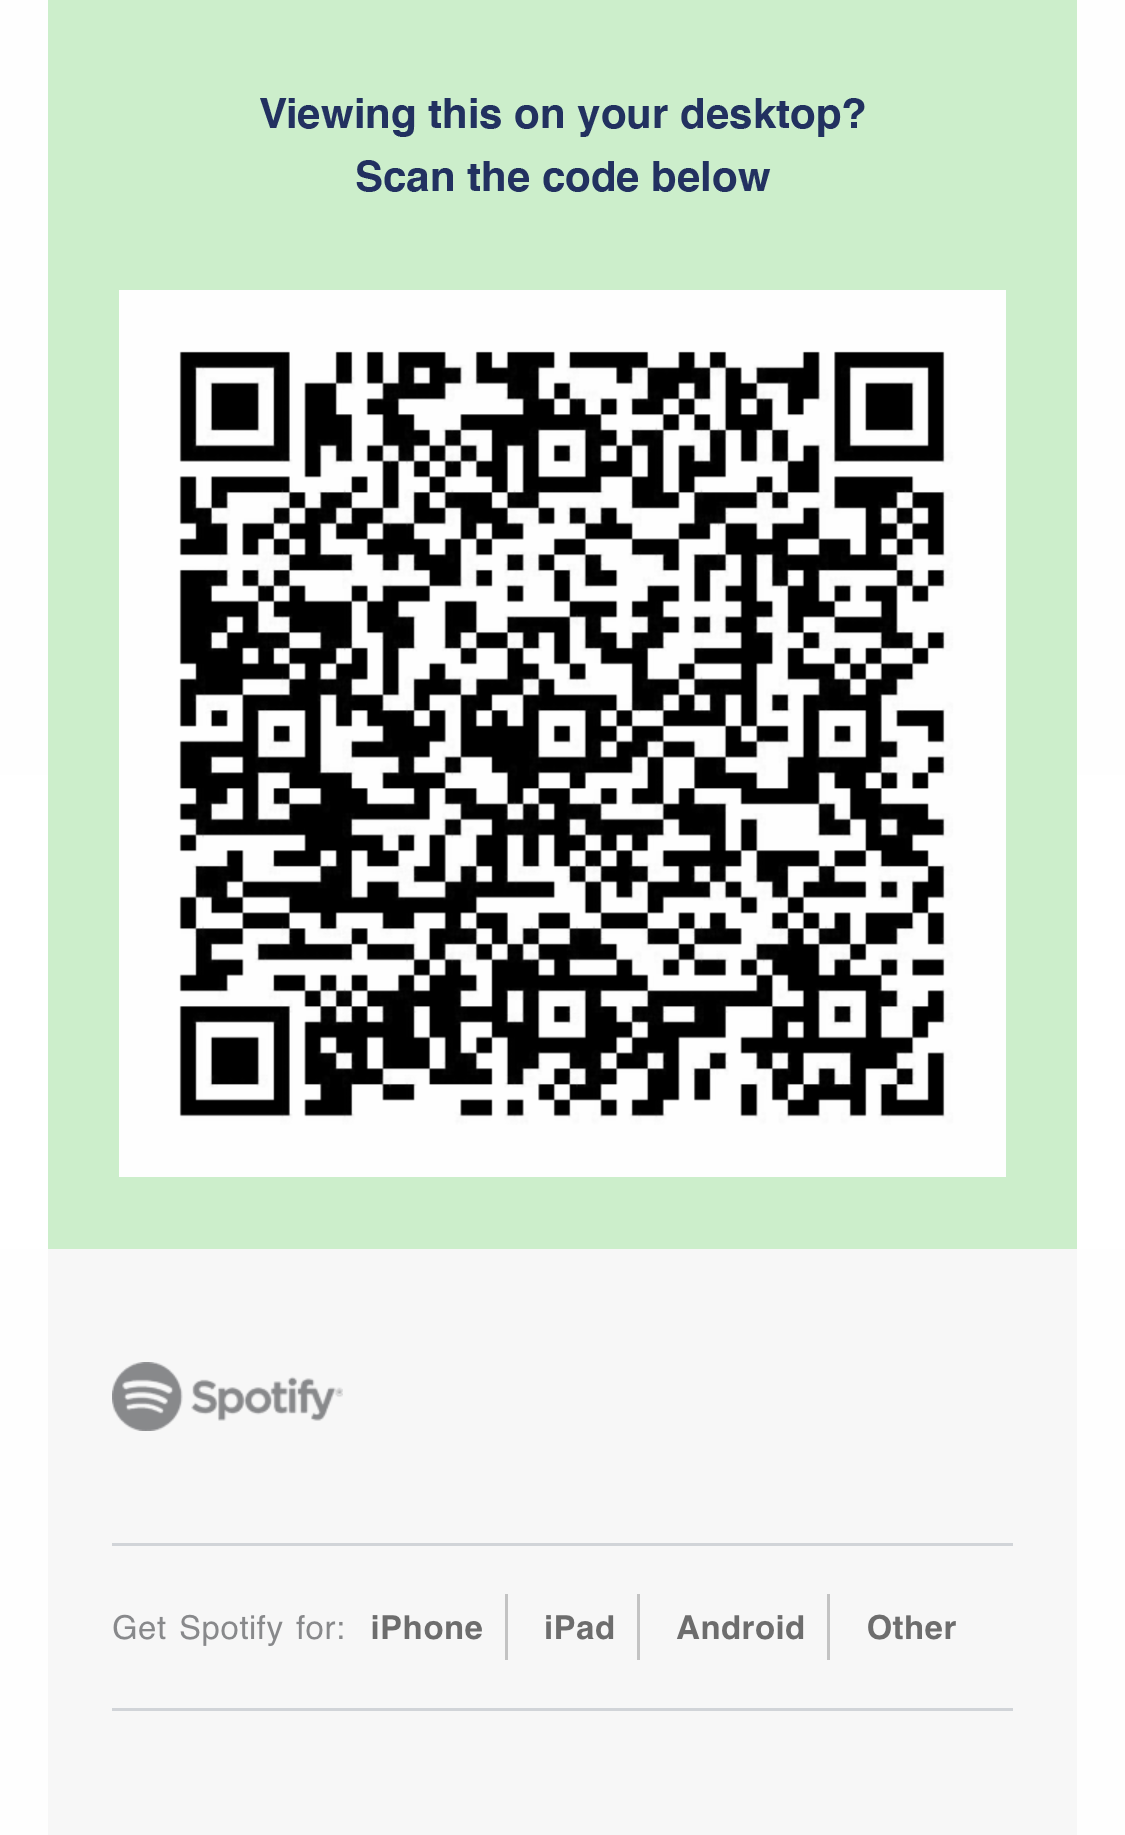 Viewing this on your desktop?
Scan the code below
Spotify®
Get Spotify for: iPhone iPad Android Other